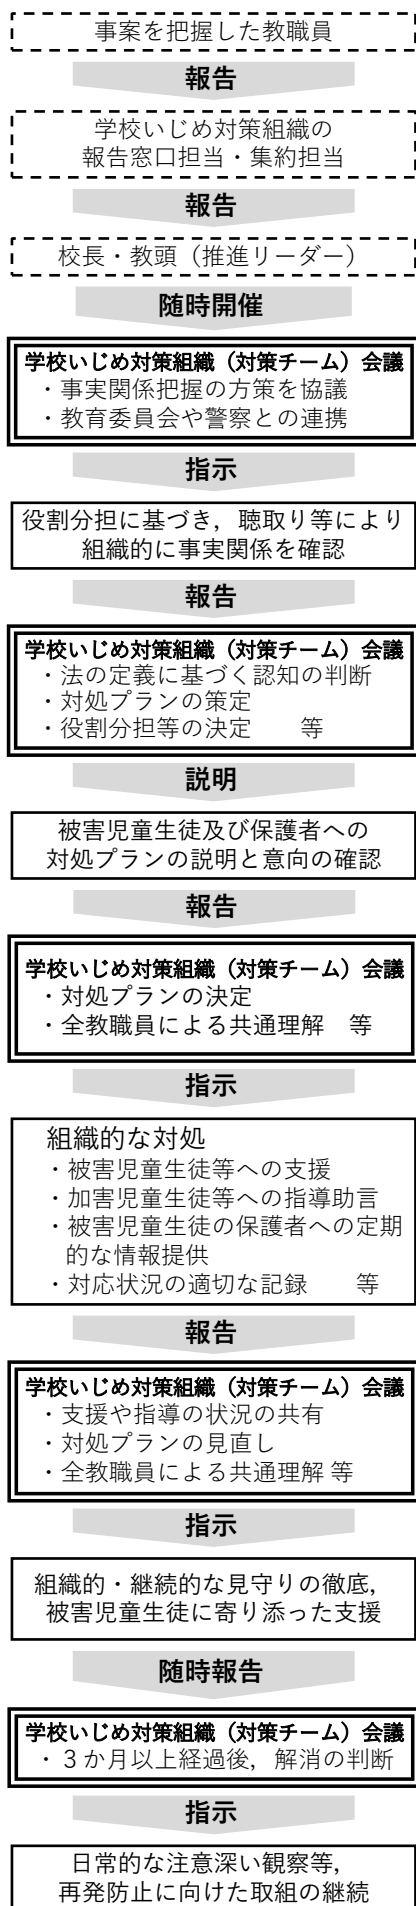 事案を把握した教職員
報告
学校いじめ対策組織の
報告窓口担当・集約担当
報告
校長・教頭（推進リーダー）
随時開催
学校いじめ対策組織（対策チーム）会議
・事実関係把握の方策を協議
・教育委員会や警察との連携
指示
役割分担に基づき，聴取り等により
組織的に事実関係を確認
報告
学校いじめ対策組織（対策チーム）会議
・法の定義に基づく認知の判断
・対処プランの策定
・役割分担等の決定　　等
説明
被害児童生徒及び保護者への
対処プランの説明と意向の確認
報告
学校いじめ対策組織（対策チーム）会議
・対処プランの決定
・全教職員による共通理解　等
指示
組織的な対処
・被害児童生徒等への支援
・加害児童生徒等への指導助言
・被害児童生徒の保護者への定期
的な情報提供
・対応状況の適切な記録　　等
報告
学校いじめ対策組織（対策チーム）会議
・支援や指導の状況の共有
・対処プランの見直し
・全教職員による共通理解 等
指示
組織的・継続的な見守りの徹底，
被害児童生徒に寄り添った支援
随時報告
学校いじめ対策組織（対策チーム）会議
・３か月以上経過後，解消の判断
指示
日常的な注意深い観察等，
再発防止に向けた取組の継続